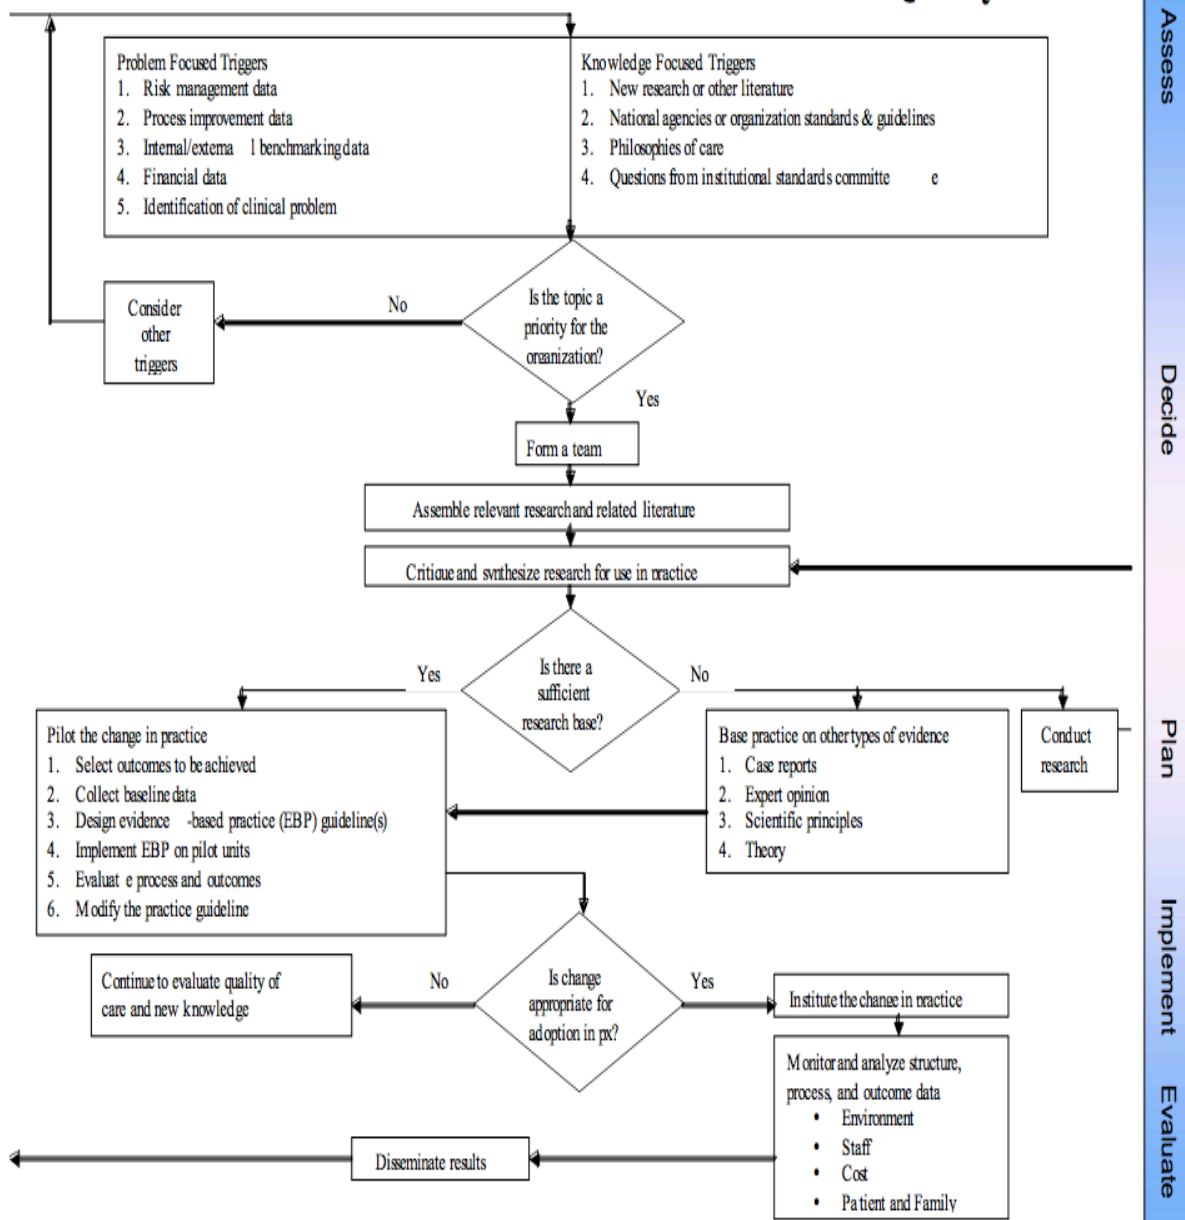 Problem Focused Triggers
1. Risk management data
2. Process improvement data
3. Internal/externa l benchmarking data
4. Financial data
5. Identification of clinical problem
Knowledge Focused Triggers
1. New research or other literature
2. National agencies or organization standards & guidelines
3. Philosophies of care
4. Questions from institutional standards committe e
Consider
other
triggers
No
Is the topic a
priority for the
organization?
Yes
Form a team
Assemble relevant research and related literature
Critique and synthesize research for use in practice
Yes
Is there a
sufficient
research base?
No
Pilot the change in practice
1. Select outcomes to be achieved
2. Collect baseline data
3. Design evidence -based practice (EBP) guideline(s)
4. Implement EBP on pilot units
5. Evaluat e process and outcomes
6. Modify the practice guideline
Base practice on other types of evidence
1. Case reports
2. Expert opinion
3. Scientific principles
4. Theory
Conduct
research
Continue to evaluate quality of
care and new knowledge
No
Is change
appropriate for
adoption in px?
Yes
Institute the change in practice
Monitor and analyze structure,
process, and outcome data
• Environment
• Staff
• Cost
• Patient and Family
Disseminate results
Assess
Decide
Plan
Implement
Evaluate